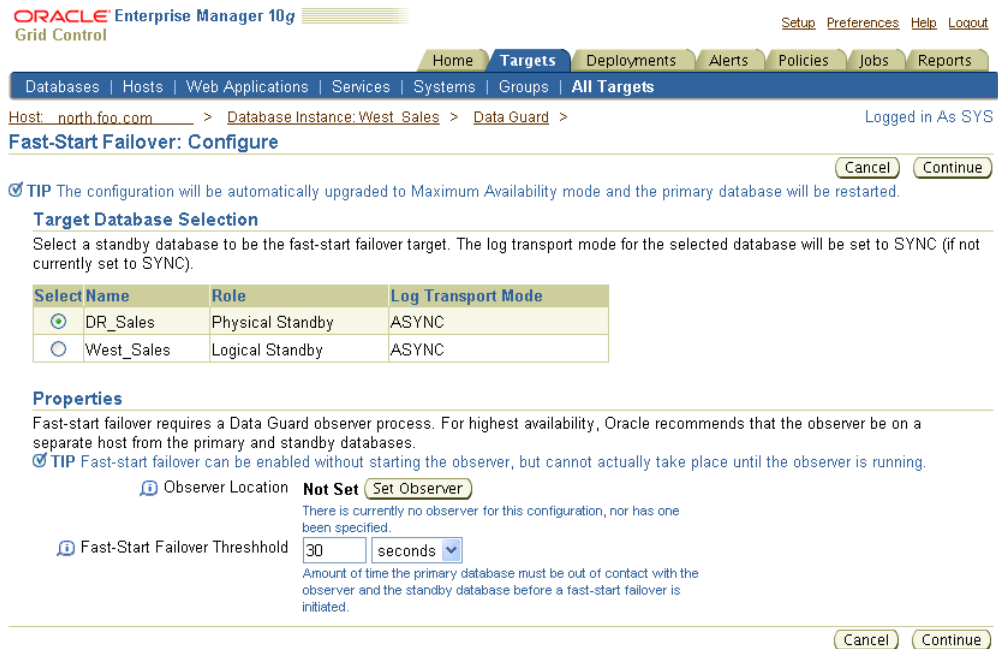 ORACLE Enterprise Manager 10g
Grid Control
Setup Preferences Help Logout
Home Targets Deployments Alerts Policies Jobs Reports
Databases | Hosts | Web Applications | Services | Systems | Groups | All Targets
Host: north.foo.com > Database Instance: West_Sales > Data Guard >
Logged in As SYS
Fast-Start Failover: Configure
Cancel Continue
TIP The configuration will be automatically upgraded to Maximum Availability mode and the primary database will be restarted.
Target Database Selection
Select a standby database to be the fast-start failover target. The log transport mode for the selected database will be set to SYNC (if not
currently set to SYNC).
Select Name Role Log Transport Mode
DR_Sales Physical Standby ASYNC
West_Sales Logical Standby ASYNC
Properties
Fast-start failover requires a Data Guard observer process. For highest availability, Oracle recommends that the observer be on a
separate host from the primary and standby databases.
TIP Fast-start failover can be enabled without starting the observer, but cannot actually take place until the observer is running.
Observer Location Not Set Set Observer
There is currently no observer for this configuration, nor has one
been specified.
Fast-Start Failover Threshhold 30 seconds
Amount of time the primary database must be out of contact with the
observer and the standby database before a fast-start failover is
initiated.
Cancel Continue